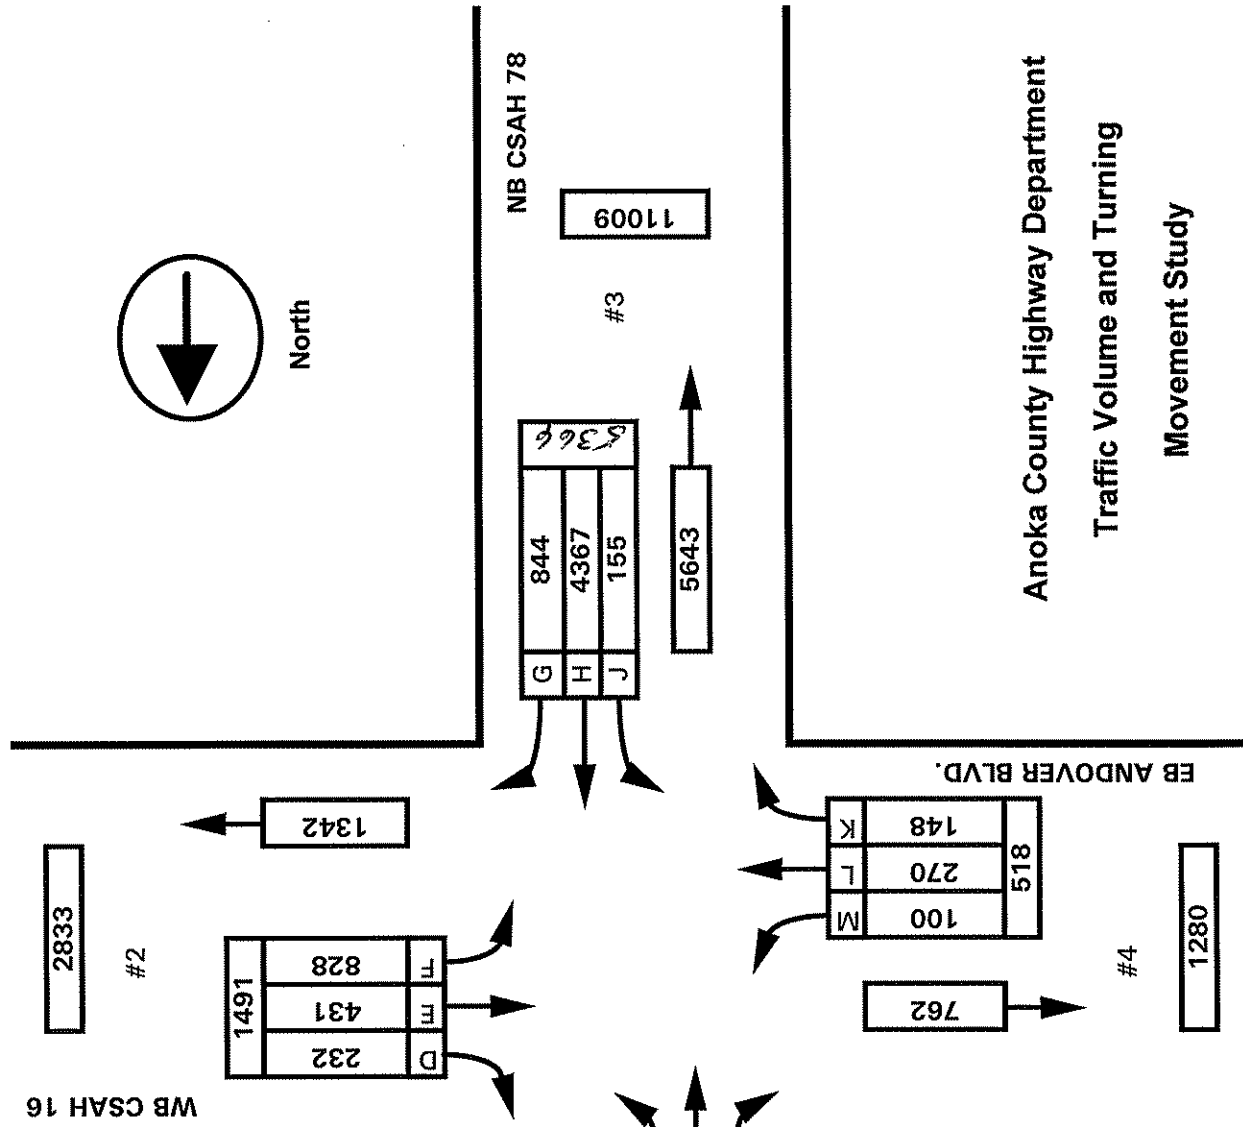 NB CSAH 78
11009
#3
North
G 844
H 4367
J 155
5366
5643
Anoka County Highway Department
Traffic Volume and Turning
Movement Study
2833
#2
1342
1491
F 828
E 431
D 232
WB CSAH 16
EB ANDOVER BLVD.
K 148
L 270
M 100
518
762
#4
1280